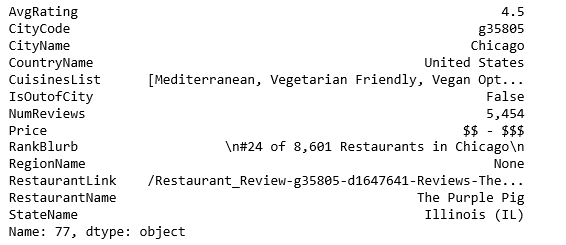 AvgRating 4.5
CityCode g35805
CityName Chicago
CountryName United States
CuisinesList [Mediterranean, Vegetarian Friendly, Vegan Opt...
IsOutofCity False
NumReviews 5,454
Price $$ - $$$
RankBlurb \n#24 of 8,601 Restaurants in Chicago\n
RegionName None
RestaurantLink /Restaurant_Review-g35805-d1647641-Reviews-The...
RestaurantName The Purple Pig
StateName Illinois (IL)
Name: 77, dtype: object